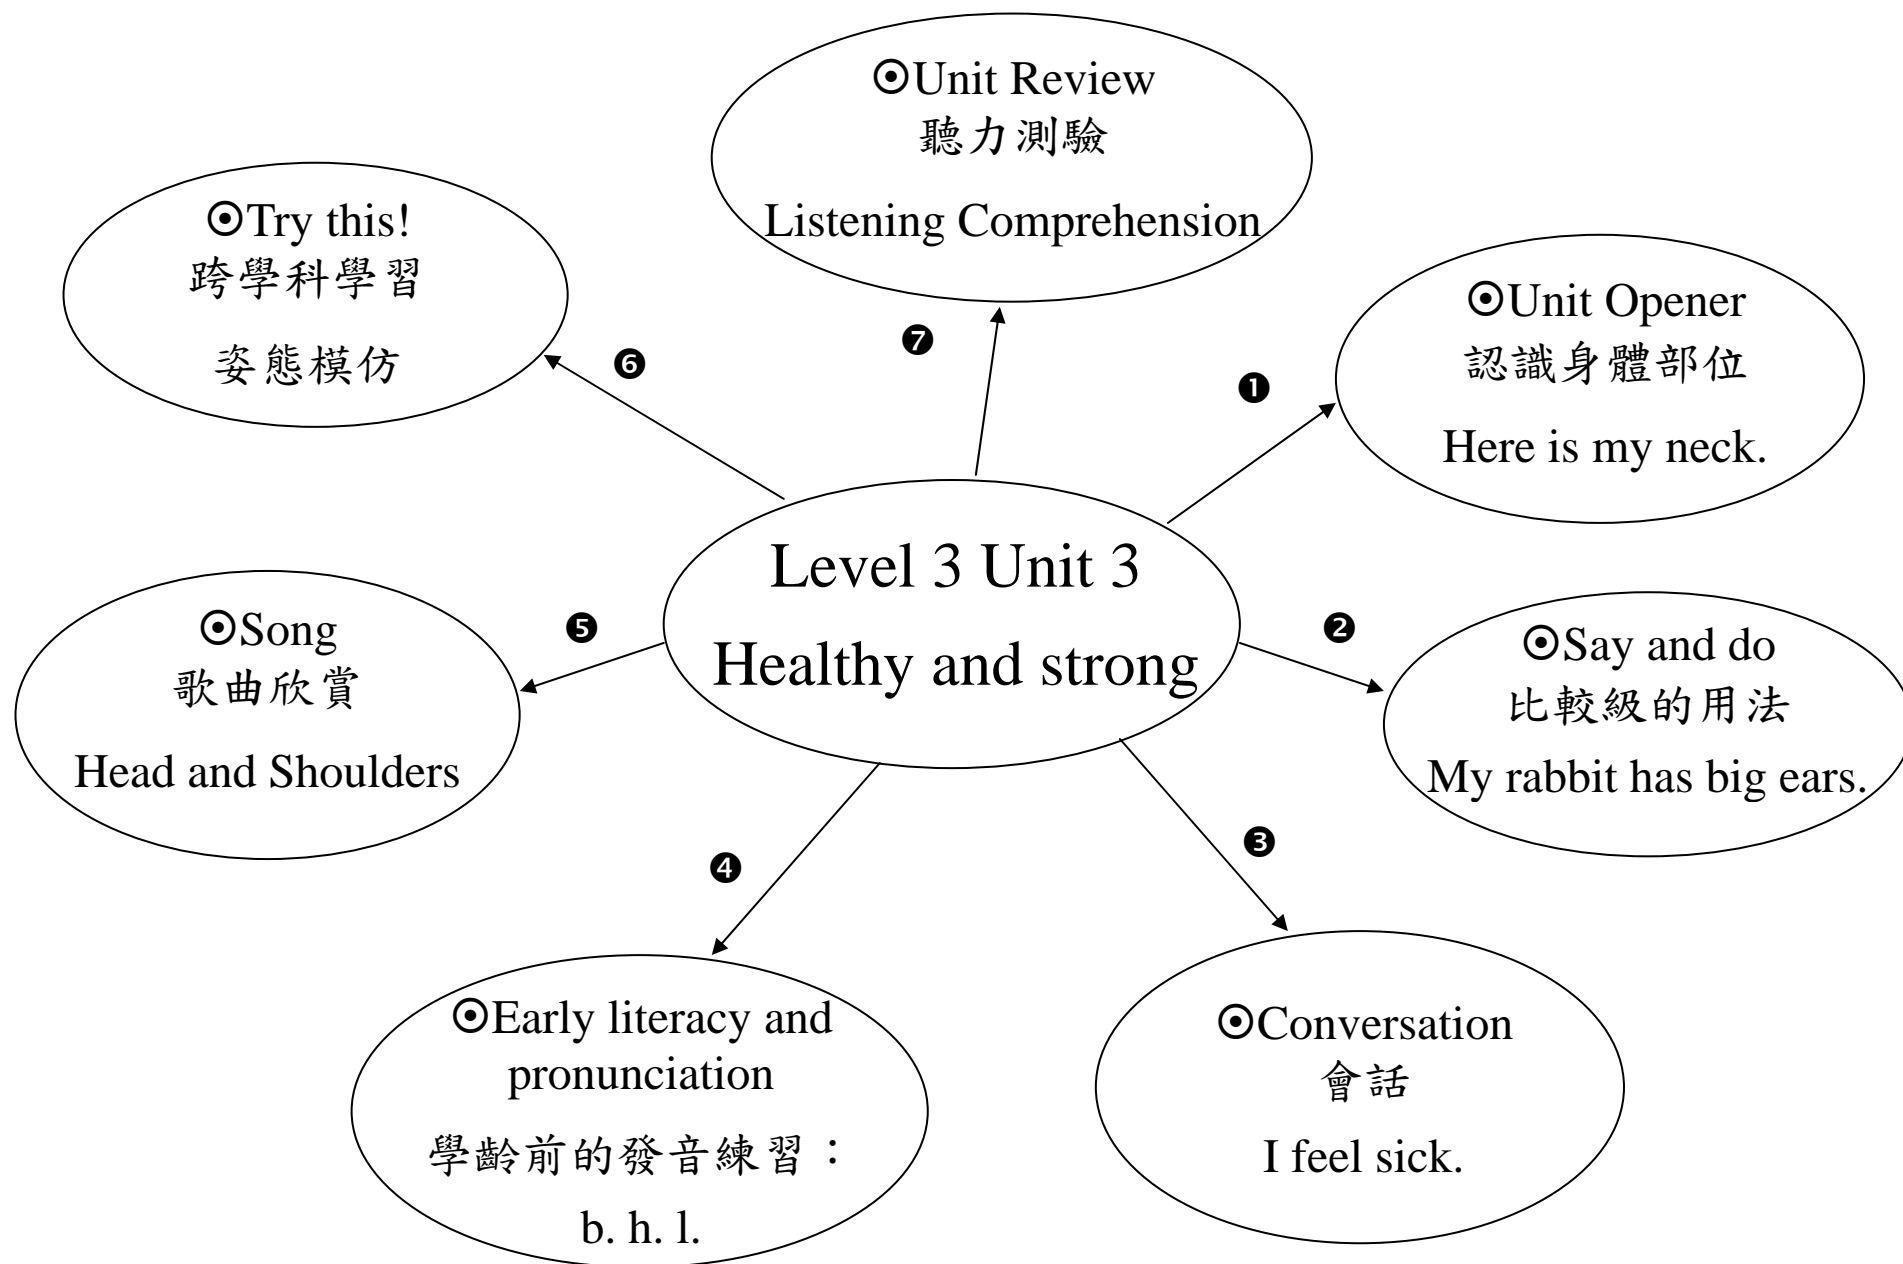 Level 3 Unit 3
Healthy and strong
❶
⊙Unit Opener
認識身體部位
Here is my neck.
❷
⊙Say and do
比較級的用法
My rabbit has big ears.
❸
⊙Conversation
會話
I feel sick.
❹
⊙Early literacy and
pronunciation
學齡前的發音練習：
b. h. l.
❺
⊙Song
歌曲欣賞
Head and Shoulders
❻
⊙Try this!
跨學科學習
姿態模仿
❼
⊙Unit Review
聽力測驗
Listening Comprehension